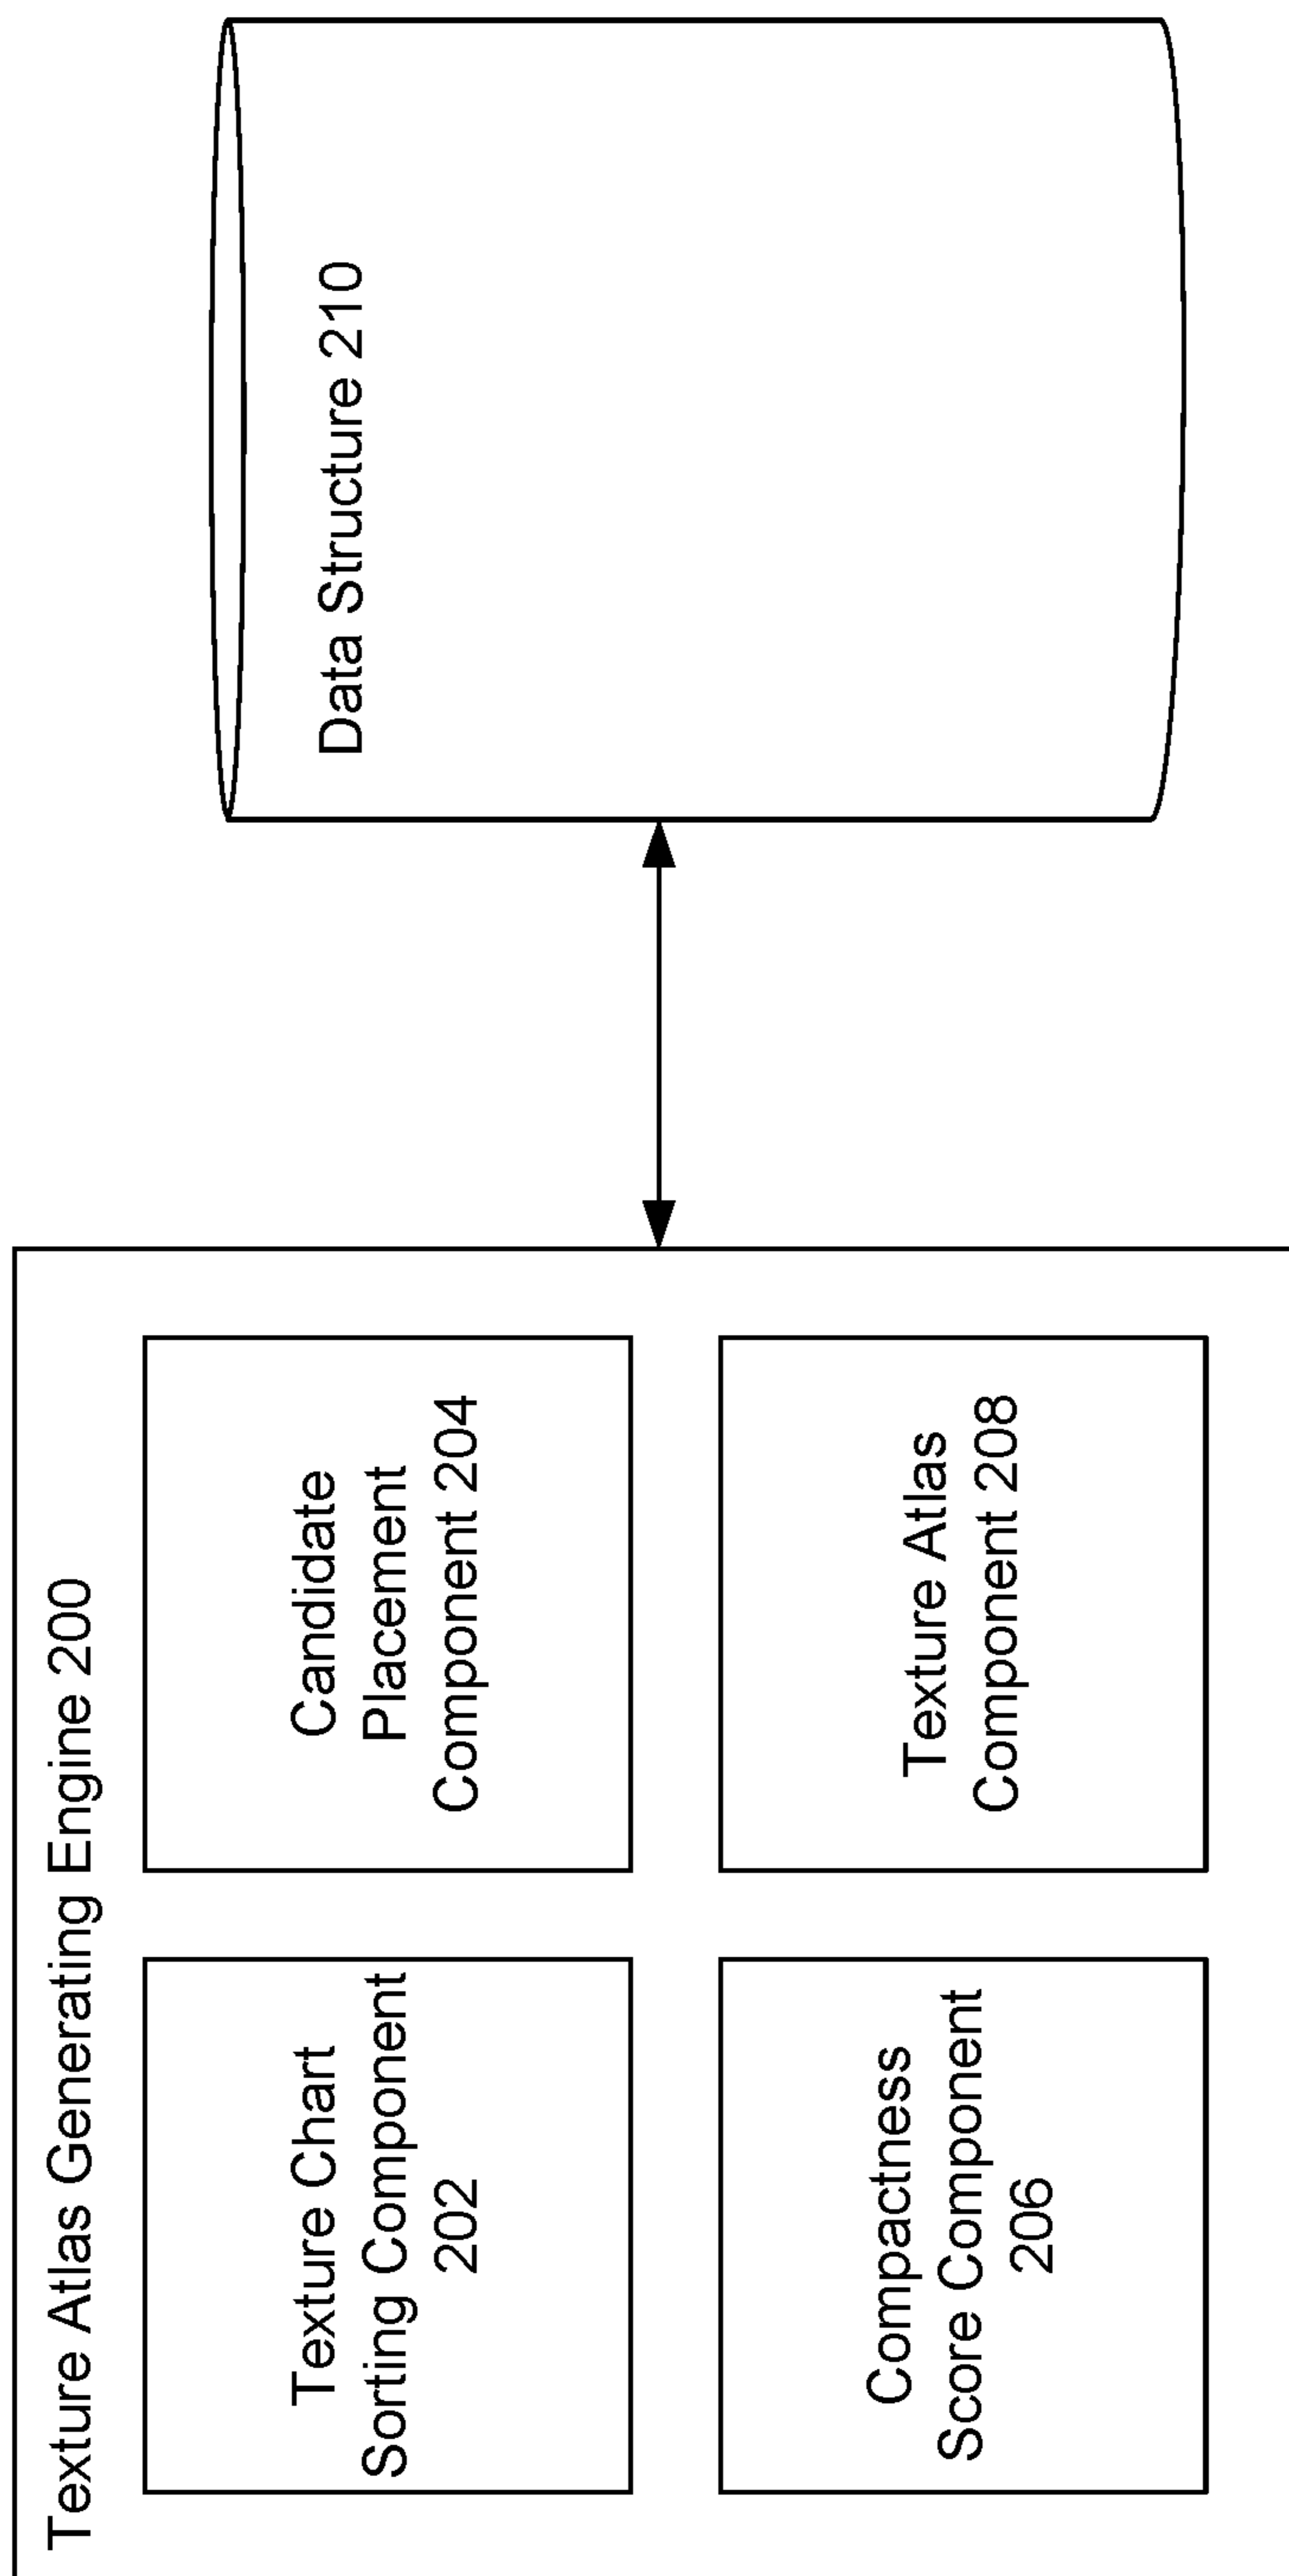 Texture Atlas Generating Engine 200
Texture Chart
Sorting Component
202
Candidate
Placement
Component 204
Compactness
Score Component
206
Texture Atlas
Component 208
Data Structure 210